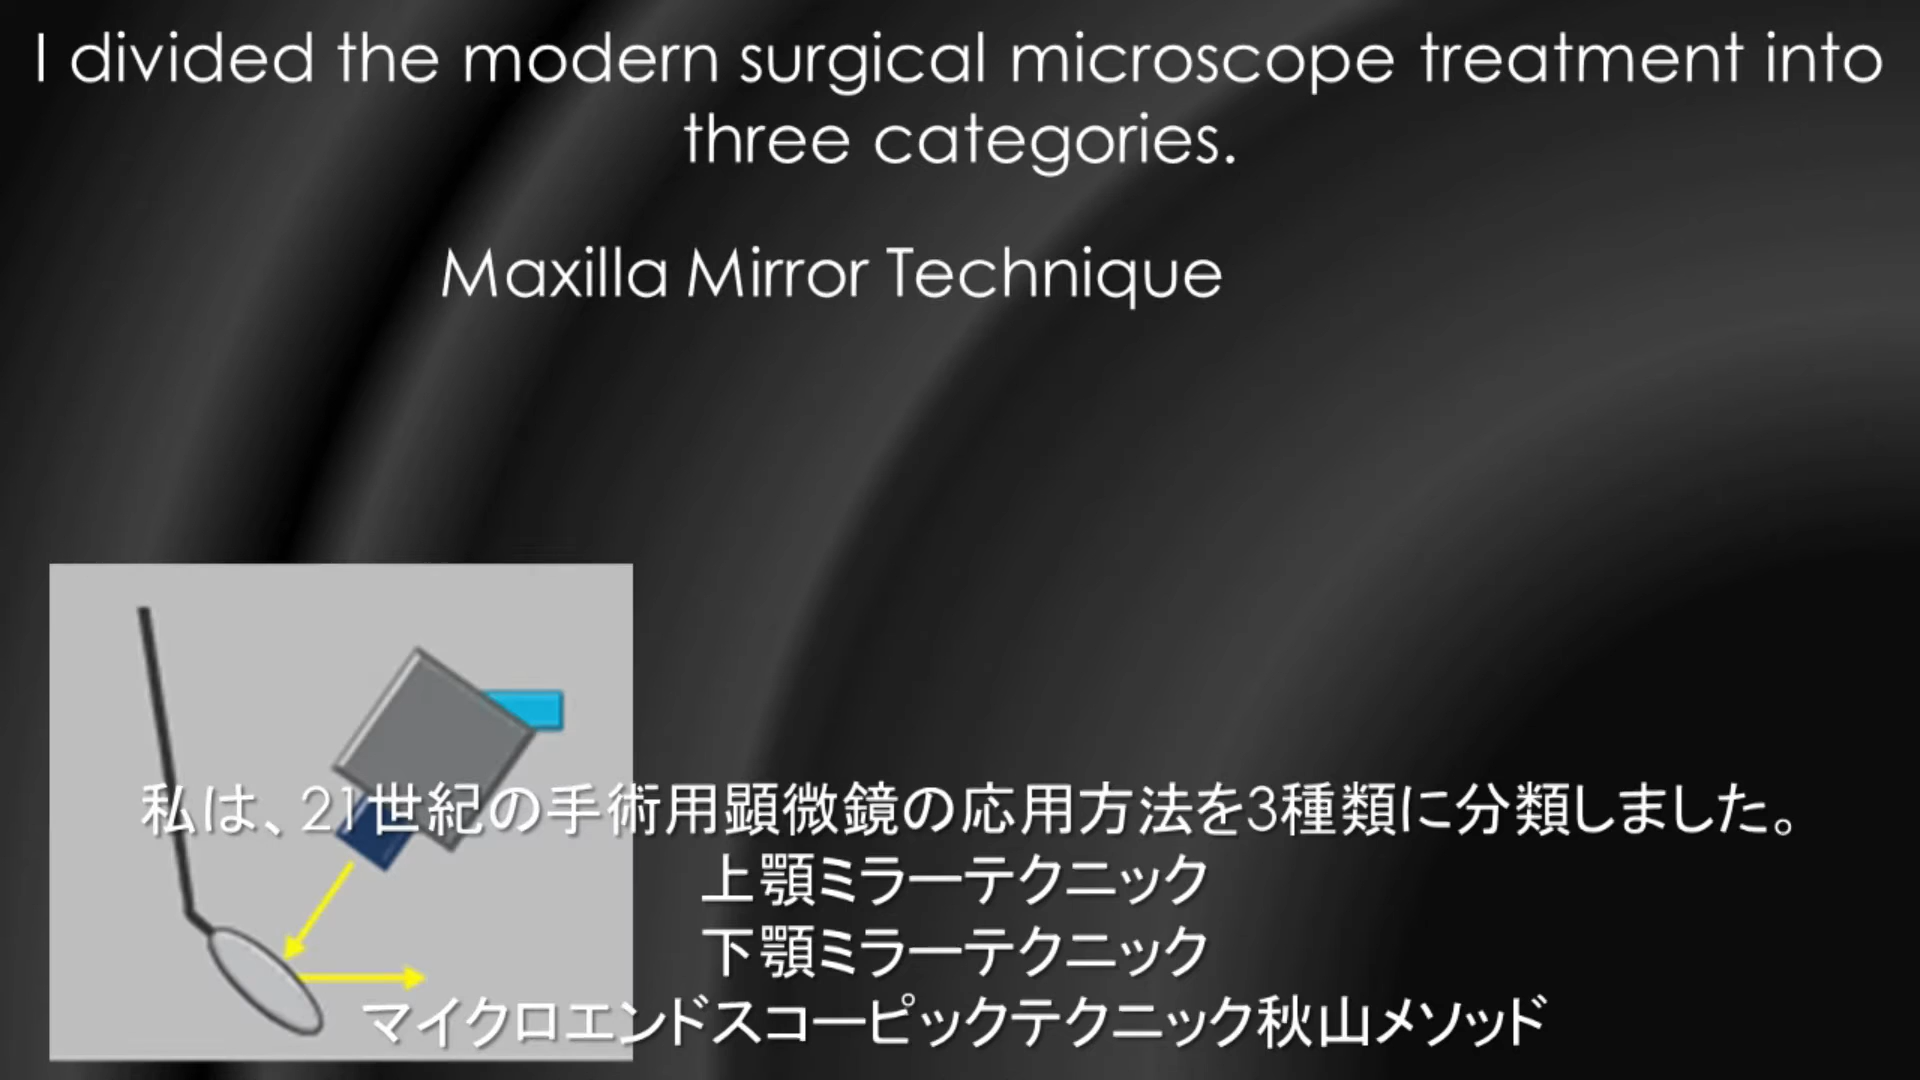 I divided the modern surgical microscope treatment into
three categories.
Maxilla Mirror Technique
私は、21世紀の手術用顕微鏡の応用方法を3種類に分類しました。
上顎ミラーテクニック
下顎ミラーテクニック
マイクロエンドスコーピックテクニック秋山メソッド